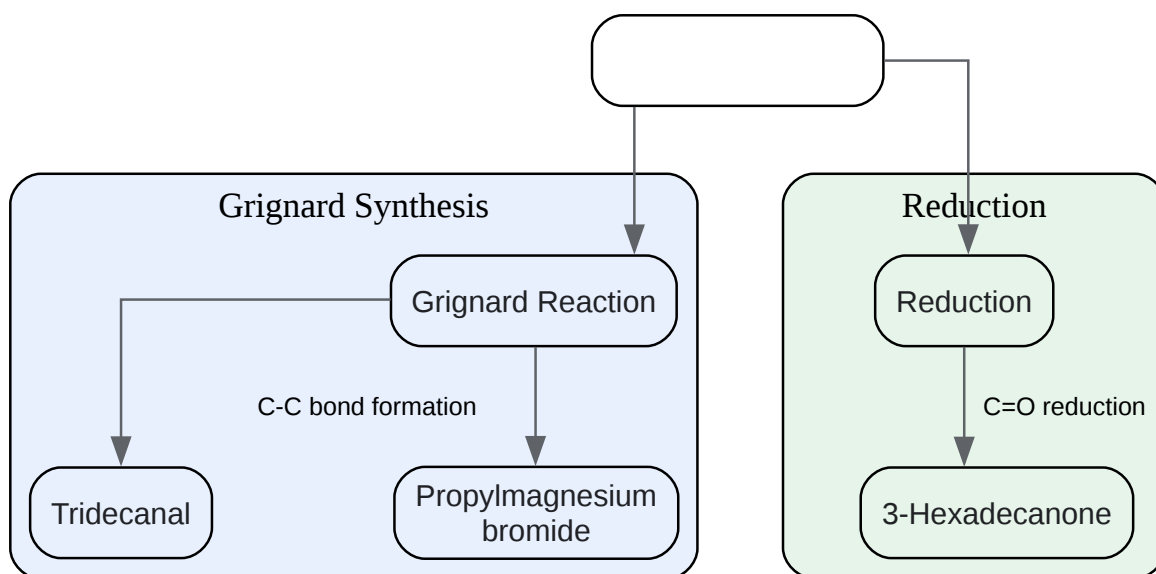 Grignard Synthesis
Reduction
Grignard Reaction
Reduction
C-C bond formation
C=O reduction
Tridecanal
Propylmagnesium
bromide
3-Hexadecanone